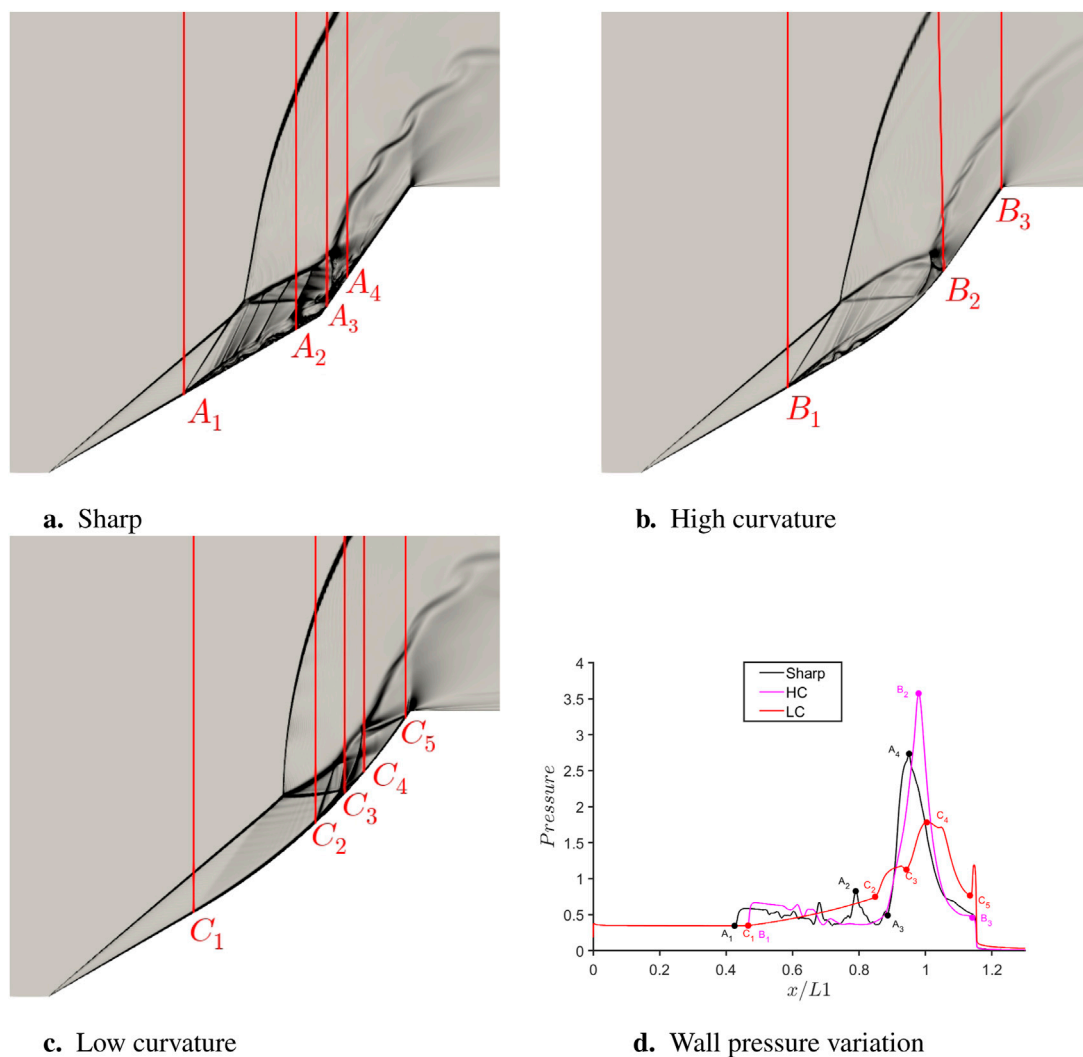 A1
A2
A3
A4
B1
B2
B3
a. Sharp
b. High curvature
C1
C2
C3
C4
C5
c. Low curvature
Pressure
4
3.5
3
2.5
2
1.5
1
0.5
0
Sharp
HC
LC
B2
A4
C4
A2
C2
C3
C5
A3
A1
C1
B1
B3
0
0.2
0.4
0.6
0.8
1
1.2
x/L1
d. Wall pressure variation